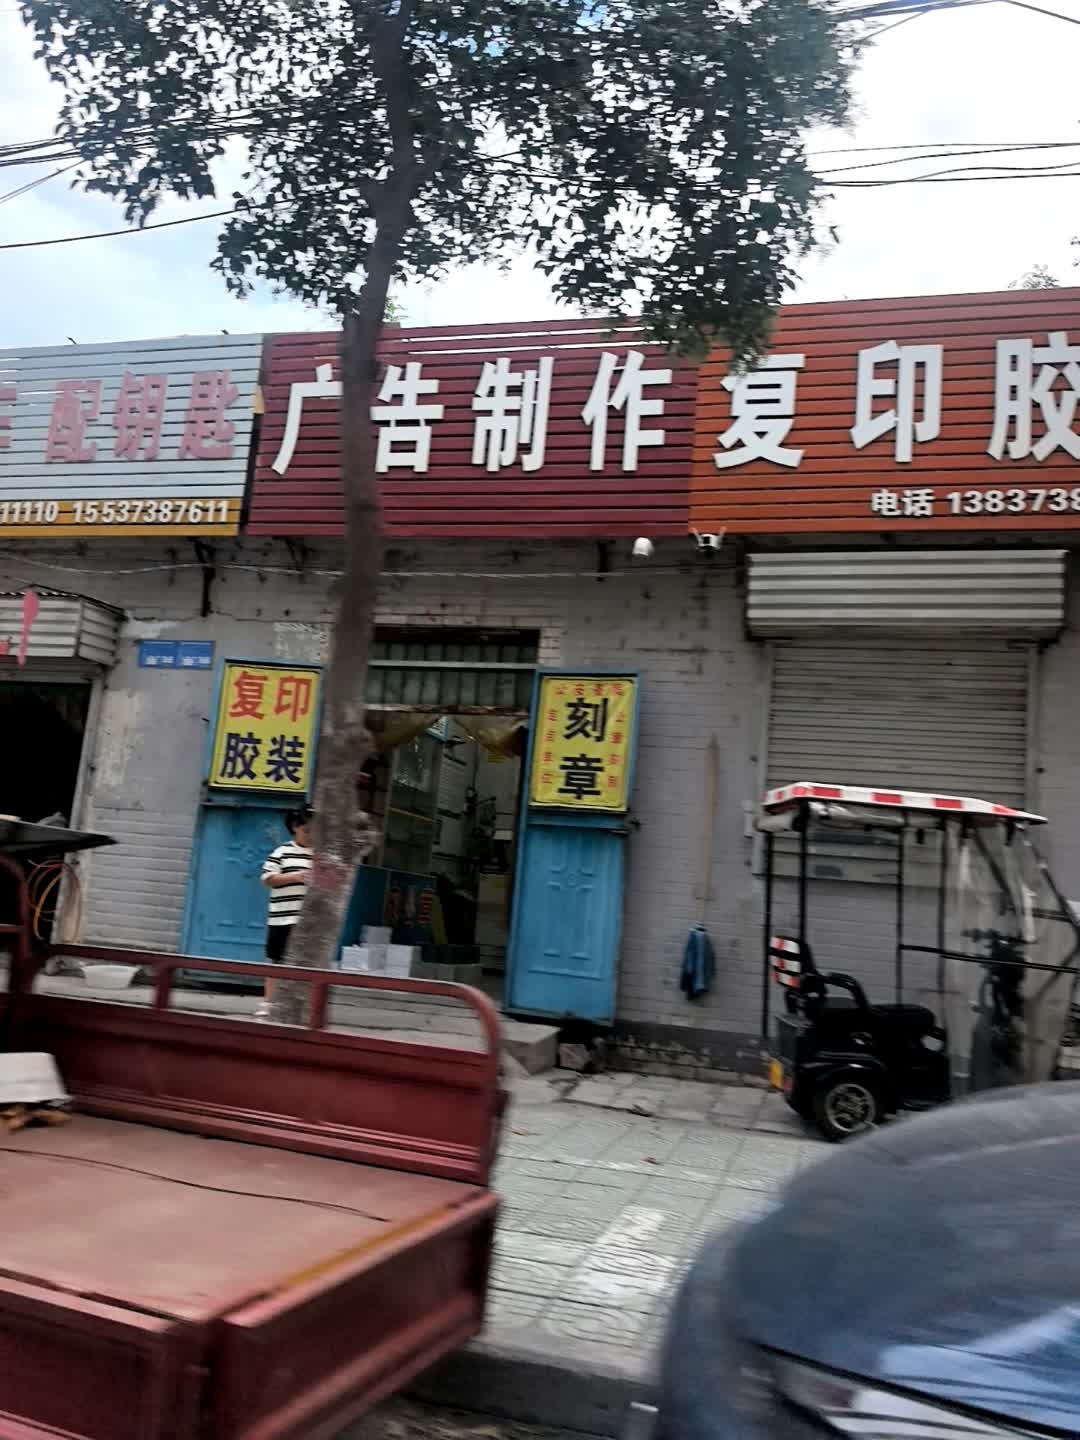 配钥匙
11110 15537387611
广告制作
复印胶
电话 1383738
复印
胶装
刻
章